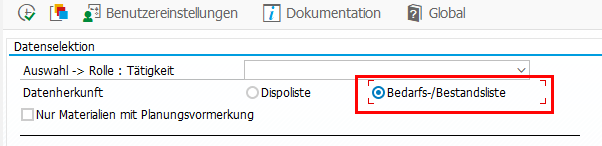 Benutzereinstellungen Dokumentation Global
Datenselektion
Auswahl -> Rolle : Tätigkeit
Datenherkunft Dispoliste Bedarfs-/Bestandsliste
Nur Materialien mit Planungsvormerkung